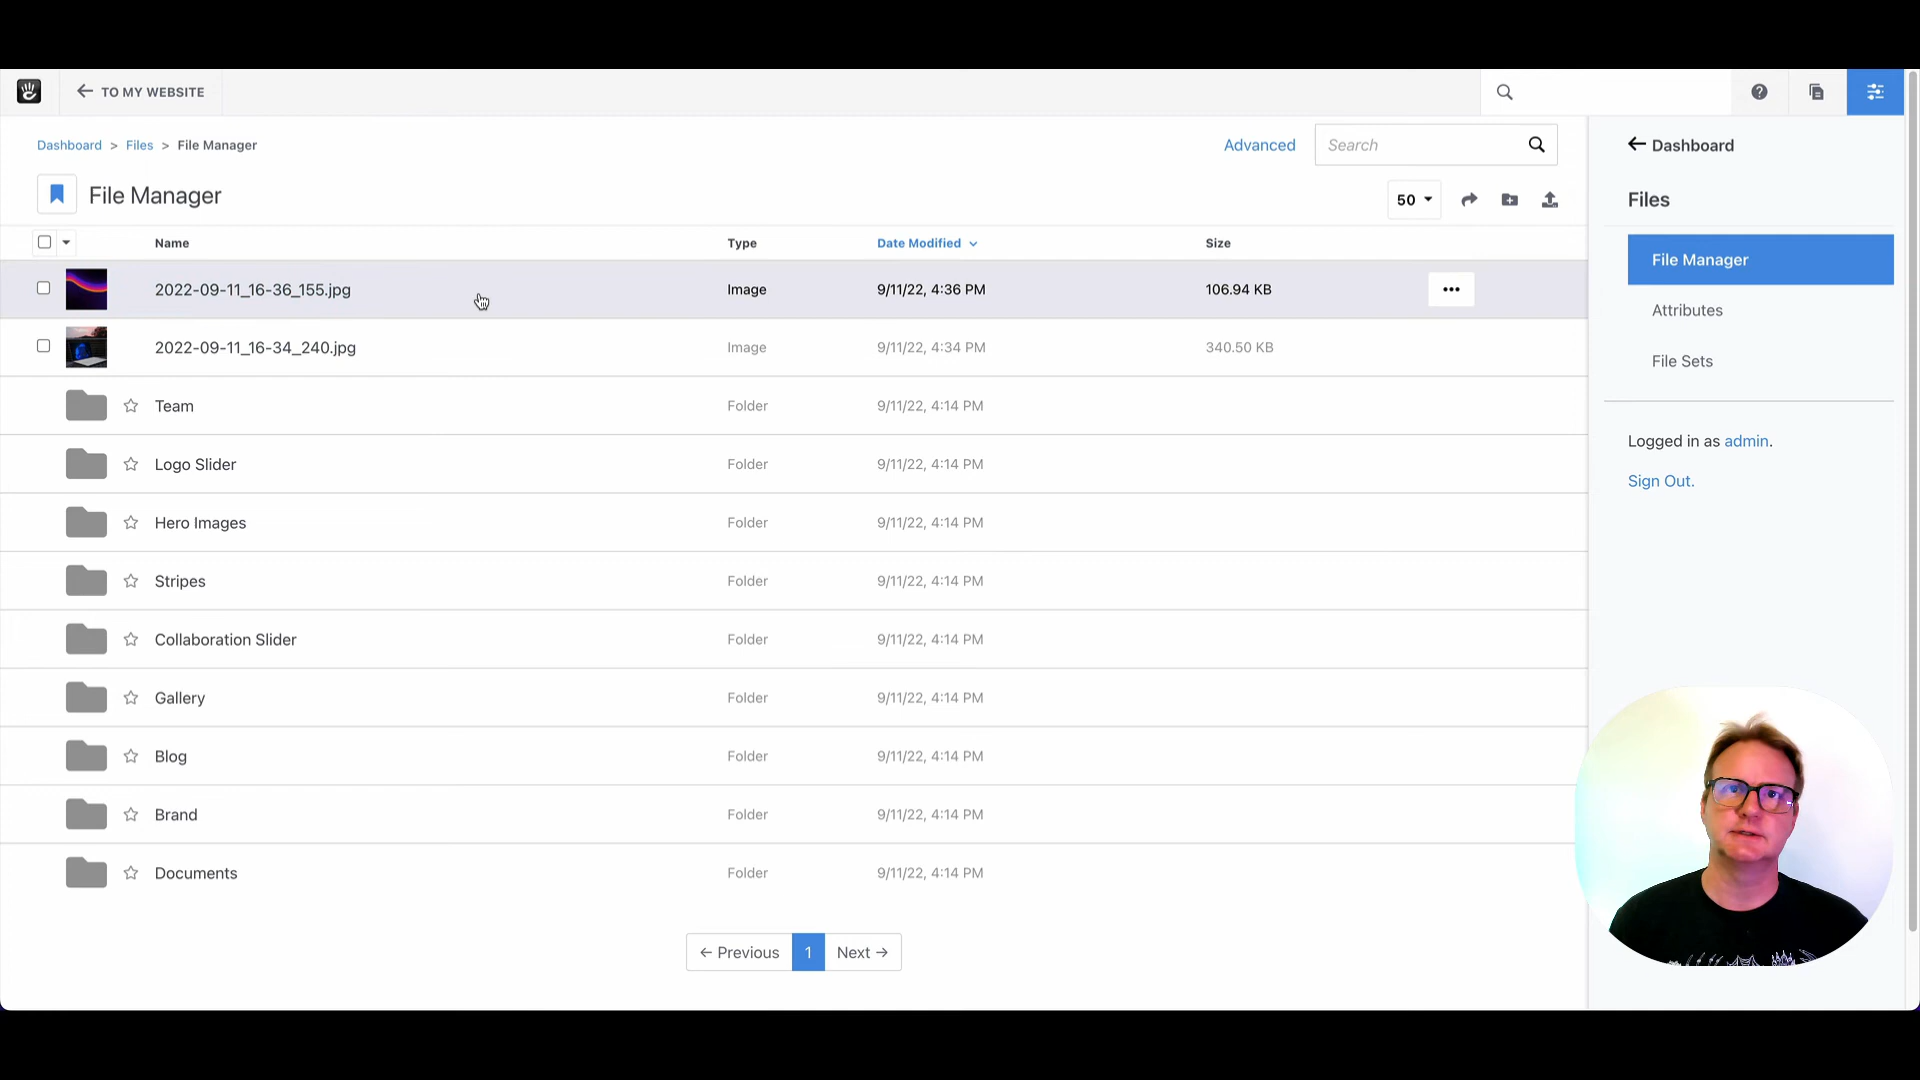 TO MY WEBSITE
Dashboard > Files > File Manager
Advanced
Search
Dashboard
File Manager
50
Files
Name Type Date Modified Size
File Manager
2022-09-11_16-36_155.jpg Image 9/11/22, 4:36 PM 106.94 KB
Attributes
2022-09-11_16-34_240.jpg Image 9/11/22, 4:34 PM 340.50 KB
File Sets
Team Folder 9/11/22, 4:14 PM
Logged in as admin.
Logo Slider Folder 9/11/22, 4:14 PM
Sign Out.
Hero Images Folder 9/11/22, 4:14 PM
Stripes Folder 9/11/22, 4:14 PM
Collaboration Slider Folder 9/11/22, 4:14 PM
Gallery Folder 9/11/22, 4:14 PM
Blog Folder 9/11/22, 4:14 PM
Brand Folder 9/11/22, 4:14 PM
Documents Folder 9/11/22, 4:14 PM
← Previous 1 Next →